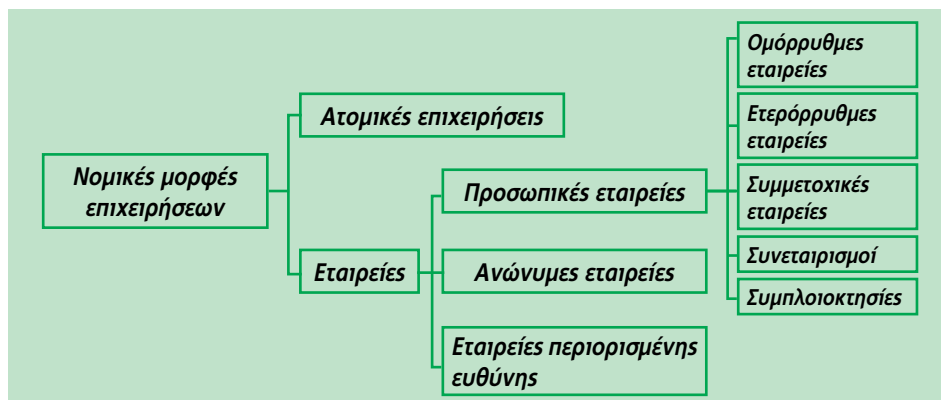 Νομικές μορφές
επιχειρήσεων
Ατομικές επιχειρήσεις
Εταιρείες
Προσωπικές εταιρείες
Ανώνυμες εταιρείες
Εταιρείες περιορισμένης
ευθύνης
Ομόρρυθμες
εταιρείες
Ετερόρρυθμες
εταιρείες
Συμμετοχικές
εταιρείες
Συνεταιρισμοί
Συμπλοιοκτησίες